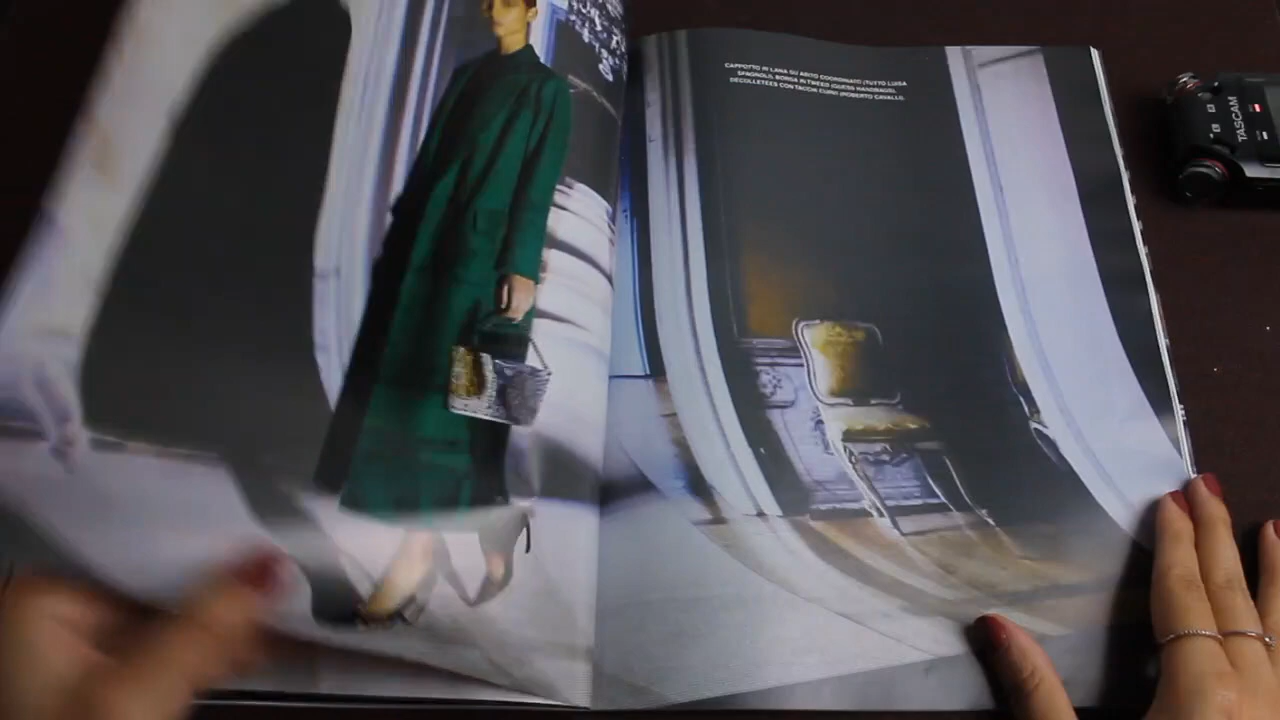 CAPPOTTO IN LANA SU ABITO COORDINATO (TUTTO LUISA
SPAGNOLI). BORSA IN TWEED (GUESS HANDBAGS).
DÉCOLLETÉES CON TACCHI CURVI (ROBERTO CAVALLI).
TASCAM